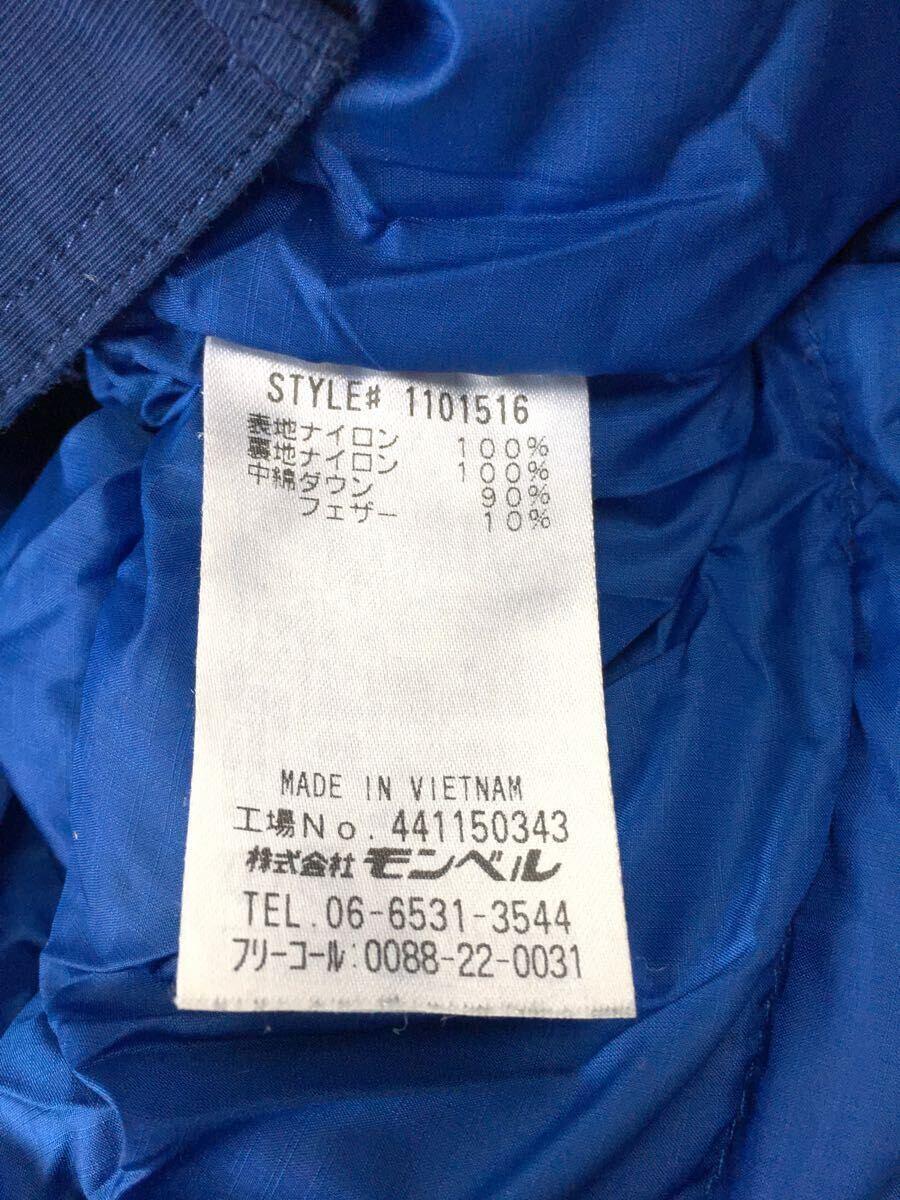 STYLE# 1101516
表地ナイロン 100%
裏地ナイロン 100%
中綿ダウン 90%
フェザー 10%
MADE IN VIETNAM
工場No. 441150343
株式会社 モンベル
TEL.06-6531-3544
フリーコール:0088-22-0031